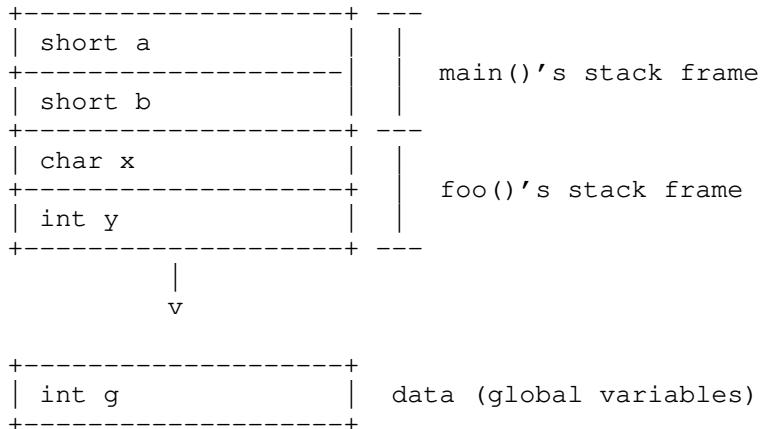 short a
main()'s stack frame
short b
char x
foo()'s stack frame
int y
v
int g data (global variables)